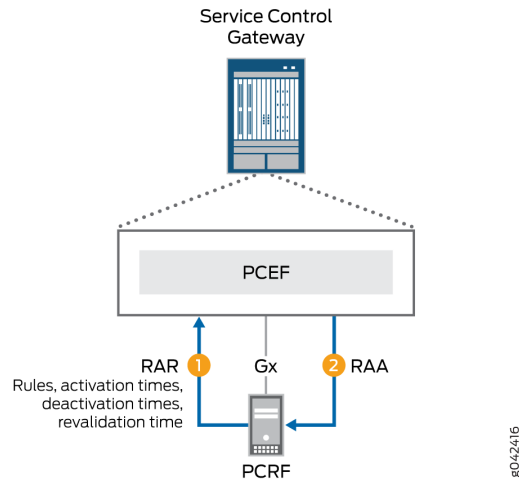 Service Control
Gateway
PCEF
RAR 1 Gx 2 RAA
Rules, activation times,
deactivation times,
revalidation time
PCRF
g042416